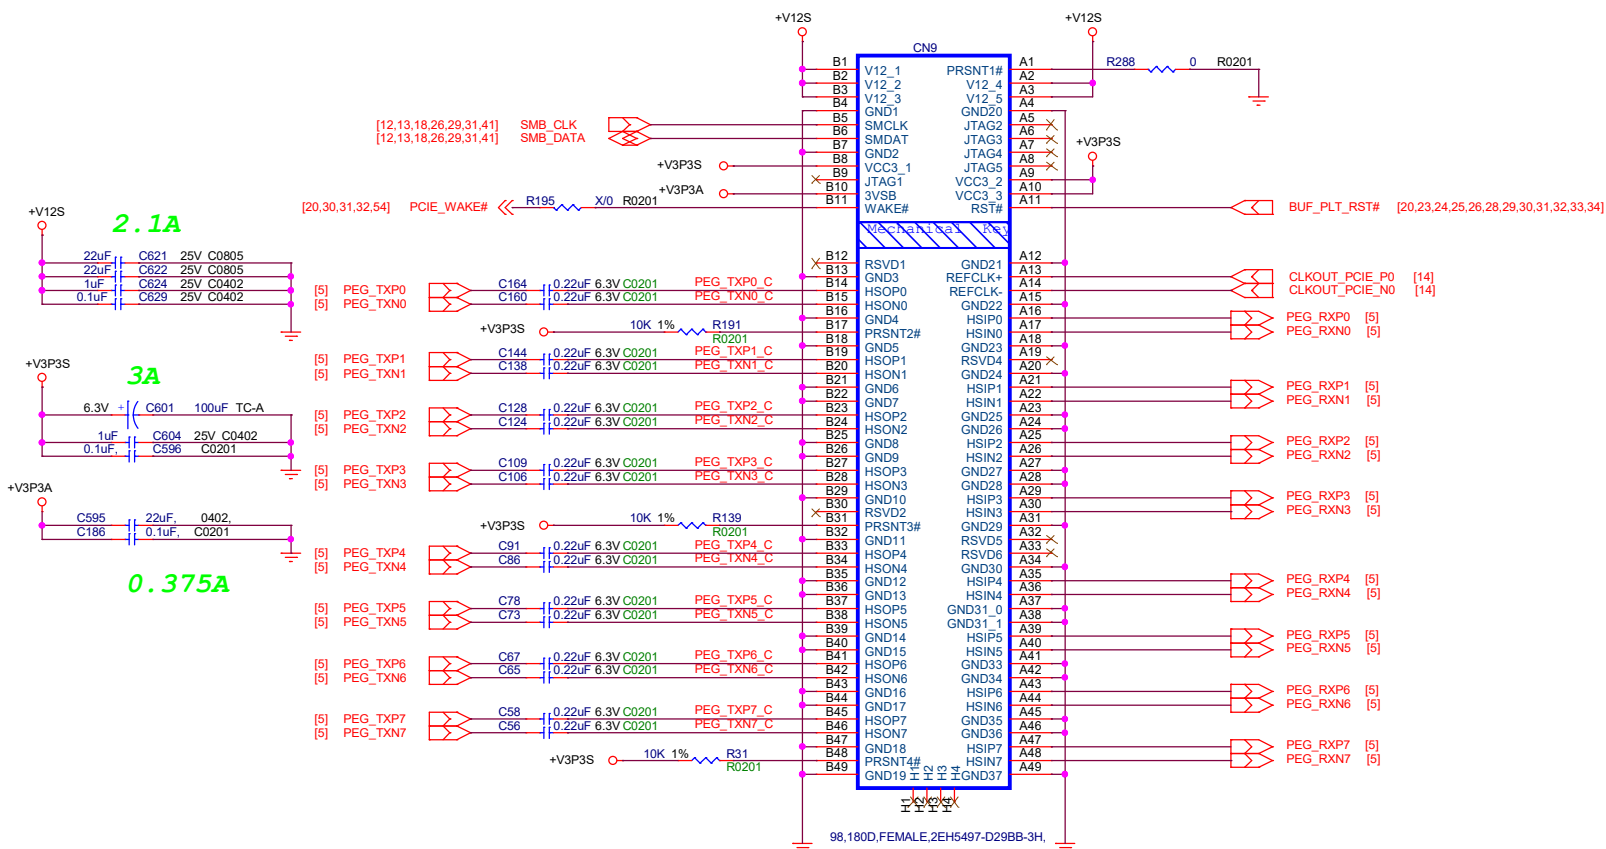 +V12S
+V12S
CN9
B1 V12_1 PRSNT1# A1 R288 0 R0201
B2 V12_2 V12_4 A2
B3 V12_3 V12_5 A3
B4 GND1 GND20 A4
[12,13,18,26,29,31,41] SMB_CLK B5 SMCLK JTAG2 A5
[12,13,18,26,29,31,41] SMB_DATA B6 SMDAT JTAG3 A6
B7 GND2 JTAG4 A7
+V3P3S
+V3P3S B8 VCC3_1 JTAG5 A8
B9 JTAG1 VCC3_2 A9
+V3P3A B10 3VSB VCC3_3 A10
[20,30,31,32,54] PCIE_WAKE# R195 X/0 R0201 B11 WAKE# RST# A11 BUF_PLT_RST# [20,23,24,25,26,28,29,30,31,32,33,34]
Mechanical Key
+V12S
2.1A
22uF C621 25V C0805
22uF C622 25V C0805
1uF C624 25V C0402
0.1uF C629 25V C0402
B12 RSVD1 GND21 A12
B13 GND3 REFCLK+ A13 CLKOUT_PCIE_P0 [14]
[5] PEG_TXP0 C164 0.22uF 6.3V C0201 PEG_TXP0_C B14 HSOP0 REFCLK- A14 CLKOUT_PCIE_N0 [14]
[5] PEG_TXN0 C160 0.22uF 6.3V C0201 PEG_TXN0_C B15 HSON0 GND22 A15
B16 GND4 HSIP0 A16 PEG_RXP0 [5]
+V3P3S 10K 1% R191 R0201 B17 PRSNT2# HSIN0 A17 PEG_RXN0 [5]
B18 GND5 GND23 A18
[5] PEG_TXP1 C144 0.22uF 6.3V C0201 PEG_TXP1_C B19 HSOP1 RSVD4 A19
[5] PEG_TXN1 C138 0.22uF 6.3V C0201 PEG_TXN1_C B20 HSON1 GND24 A20
B21 GND6 HSIP1 A21 PEG_RXP1 [5]
B22 GND7 HSIN1 A22 PEG_RXN1 [5]
+V3P3S
3A
6.3V + C601 100uF TC-A
1uF C604 25V C0402
0.1uF, C596 C0201
[5] PEG_TXP2 C128 0.22uF 6.3V C0201 PEG_TXP2_C B23 HSOP2 GND25 A23
[5] PEG_TXN2 C124 0.22uF 6.3V C0201 PEG_TXN2_C B24 HSON2 GND26 A24
B25 GND8 HSIP2 A25 PEG_RXP2 [5]
B26 GND9 HSIN2 A26 PEG_RXN2 [5]
[5] PEG_TXP3 C109 0.22uF 6.3V C0201 PEG_TXP3_C B27 HSOP3 GND27 A27
[5] PEG_TXN3 C106 0.22uF 6.3V C0201 PEG_TXN3_C B28 HSON3 GND28 A28
B29 GND10 HSIP3 A29 PEG_RXP3 [5]
B30 RSVD2 HSIN3 A30 PEG_RXN3 [5]
+V3P3A
C595 22uF, 0402,
C186 0.1uF, C0201
0.375A
+V3P3S 10K 1% R139 R0201 B31 PRSNT3# GND29 A31
B32 GND11 RSVD5 A32
[5] PEG_TXP4 C91 0.22uF 6.3V C0201 PEG_TXP4_C B33 HSOP4 RSVD6 A33
[5] PEG_TXN4 C86 0.22uF 6.3V C0201 PEG_TXN4_C B34 HSON4 GND30 A34
B35 GND12 HSIP4 A35 PEG_RXP4 [5]
B36 GND13 HSIN4 A36 PEG_RXN4 [5]
[5] PEG_TXP5 C78 0.22uF 6.3V C0201 PEG_TXP5_C B37 HSOP5 GND31_0 A37
[5] PEG_TXN5 C73 0.22uF 6.3V C0201 PEG_TXN5_C B38 HSON5 GND31_1 A38
B39 GND14 HSIP5 A39 PEG_RXP5 [5]
B40 GND15 HSIN5 A40 PEG_RXN5 [5]
[5] PEG_TXP6 C67 0.22uF 6.3V C0201 PEG_TXP6_C B41 HSOP6 GND33 A41
[5] PEG_TXN6 C65 0.22uF 6.3V C0201 PEG_TXN6_C B42 HSON6 GND34 A42
B43 GND16 HSIP6 A43 PEG_RXP6 [5]
B44 GND17 HSIN6 A44 PEG_RXN6 [5]
[5] PEG_TXP7 C58 0.22uF 6.3V C0201 PEG_TXP7_C B45 HSOP7 GND35 A45
[5] PEG_TXN7 C56 0.22uF 6.3V C0201 PEG_TXN7_C B46 HSON7 GND36 A46
B47 GND18 HSIP7 A47 PEG_RXP7 [5]
+V3P3S 10K 1% R31 R0201 B48 PRSNT4# HSIN7 A48 PEG_RXN7 [5]
B49 GND19 GND37 A49
H1 H2 H3 H4
H1 H2 H3 H4
98,180D,FEMALE,2EH5497-D29BB-3H,